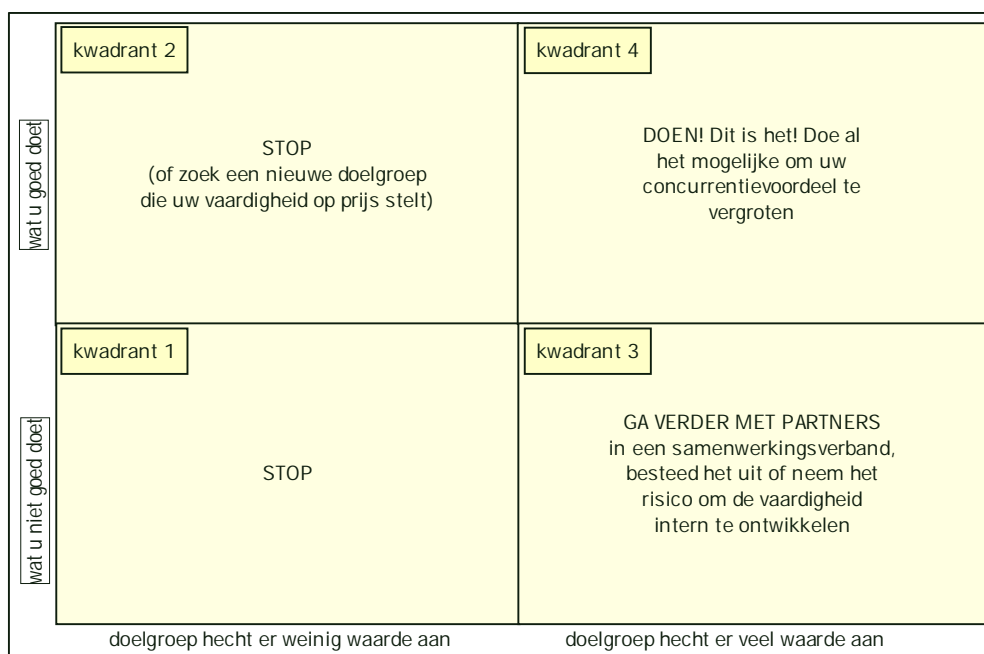 kwadrant 2
STOP
(of zoek een nieuwe doelgroep
die uw vaardigheid op prijs stelt)
kwadrant 4
DOEN! Dit is het! Doe al
het mogelijke om uw
concurrentievoordeel te
vergroten
wat u goed doet
kwadrant 1
STOP
kwadrant 3
GA VERDER MET PARTNERS
in een samenwerkingsverband,
besteed het uit of neem het
risico om de vaardigheid
intern te ontwikkelen
wat u niet goed doet
doelgroep hecht er weinig waarde aan
doelgroep hecht er veel waarde aan